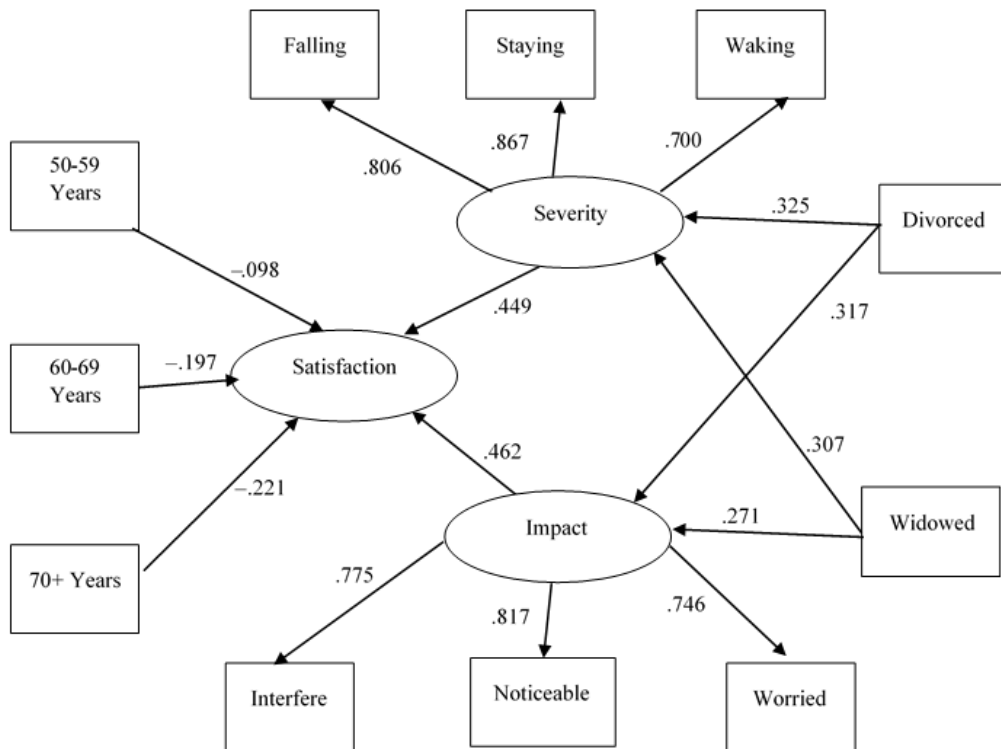 Falling
Staying
Waking
.806
.867
.700
50-59
Years
Severity
.325
Divorced
–.098
.449
.317
60-69
Years
–.197
Satisfaction
.462
.307
–.221
Impact
.271
Widowed
70+ Years
.775
.817
.746
Interfere
Noticeable
Worried